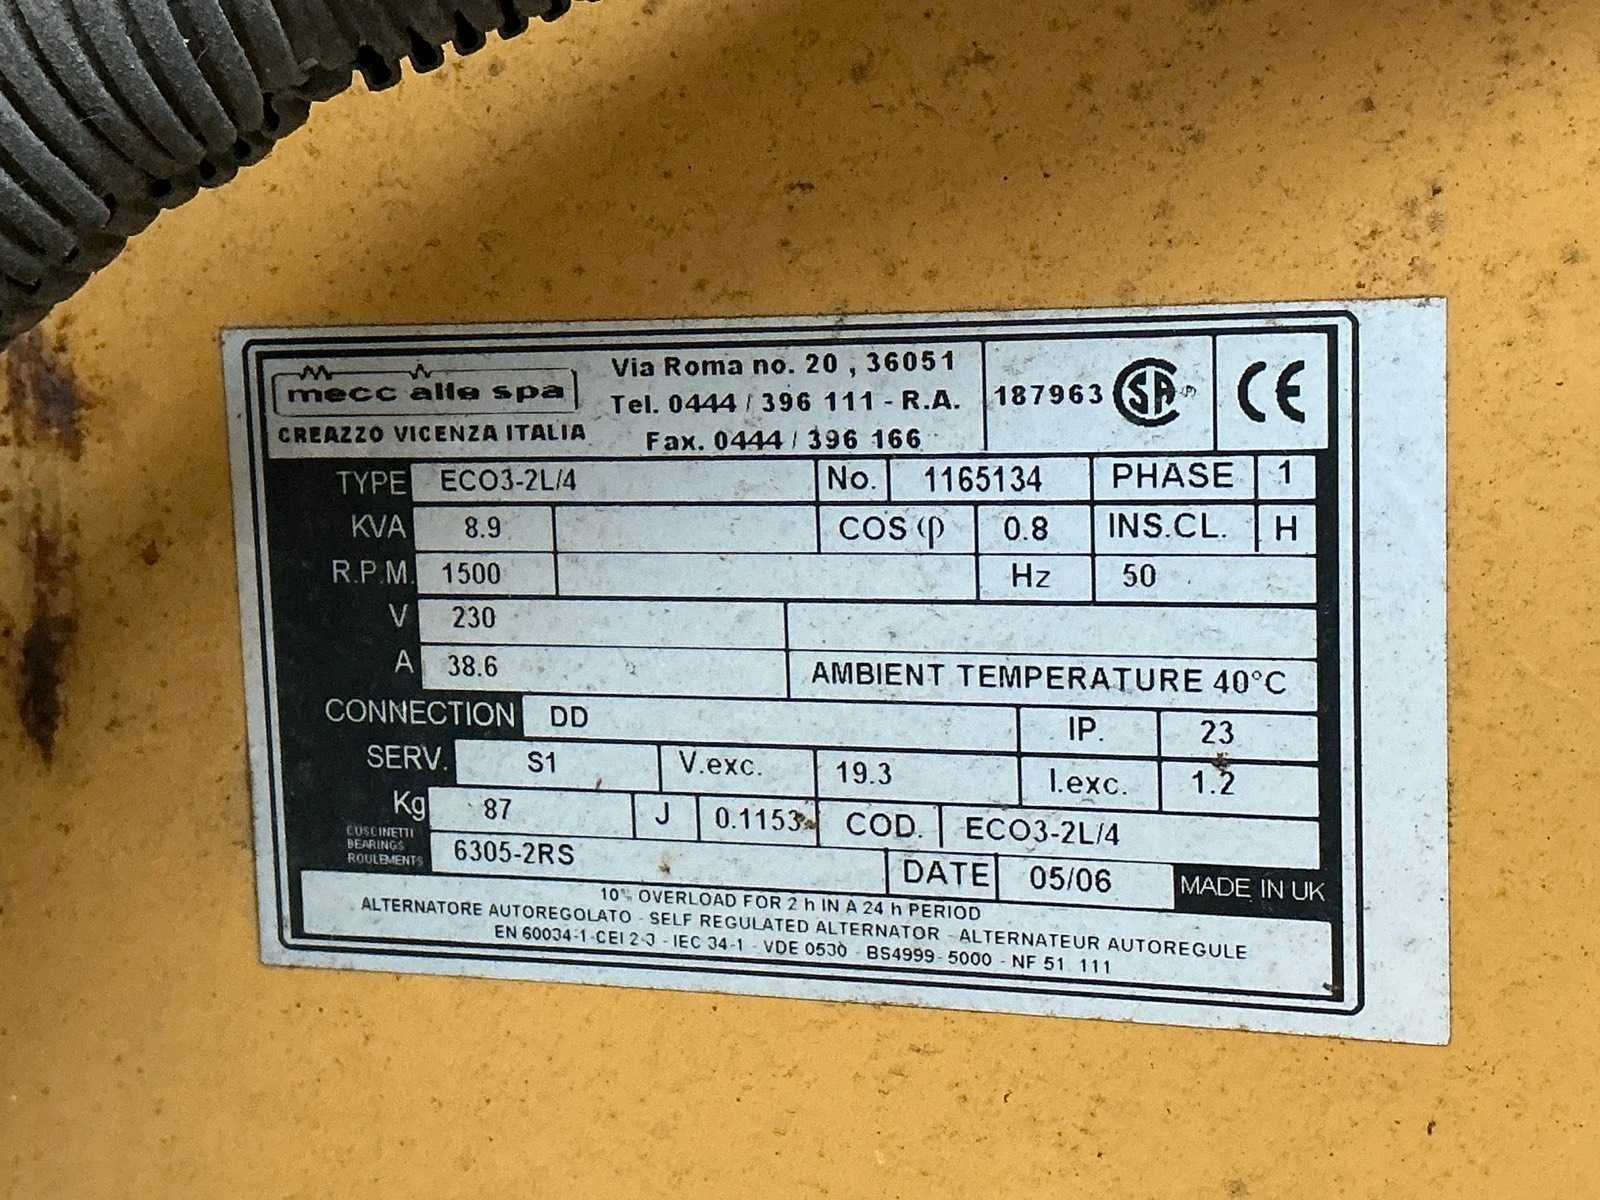 mecc alte spa
CREAZZO VICENZA ITALIA
Via Roma no. 20 , 36051
Tel. 0444 / 396 111 - R.A.
Fax. 0444 / 396 166
187963 SA
CE
TYPE ECO3-2L/4 No. 1165134 PHASE 1
KVA 8.9 COS φ 0.8 INS.CL. H
R.P.M. 1500 Hz 50
V 230
A 38.6 AMBIENT TEMPERATURE 40°C
CONNECTION DD IP. 23
SERV. S1 V.exc. 19.3 I.exc. 1.2
Kg 87 J 0.1153 COD. ECO3-2L/4
CUSCINETTI
BEARINGS
ROULEMENTS
6305-2RS DATE 05/06 MADE IN UK
10% OVERLOAD FOR 2 h IN A 24 h PERIOD
ALTERNATORE AUTOREGOLATO - SELF REGULATED ALTERNATOR - ALTERNATEUR AUTOREGULE
EN 60034-1-CEI 2-3 - IEC 34-1 - VDE 0530 - BS4999-5000 - NF 51 111